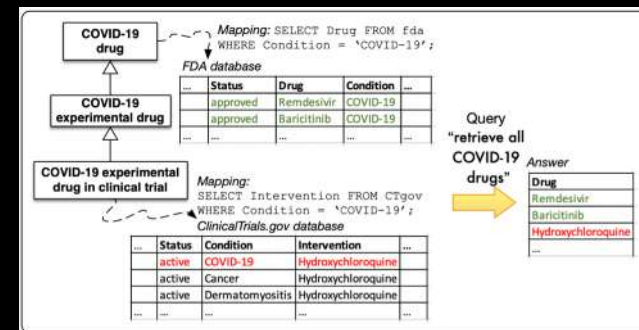 COVID-19
drug
Mapping: SELECT Drug FROM fda
WHERE Condition = ‘COVID-19’;
FDA database
... Status Drug Condition ...
approved Remdesivir COVID-19
approved Baricitinib COVID-19
... ... ...
COVID-19
experimental drug
COVID-19 experimental
drug in clinical trial
Mapping:
SELECT Intervention FROM CTgov
WHERE Condition = ‘COVID-19’;
ClinicalTrials.gov database
... Status Condition Intervention ...
active COVID-19 Hydroxychloroquine
active Cancer Hydroxychloroquine
active Dermatomyositis Hydroxychloroquine
... ... ...
Query
“retrieve all
COVID-19
drugs”
Answer
Drug
Remdesivir
Baricitinib
Hydroxychloroquine
...